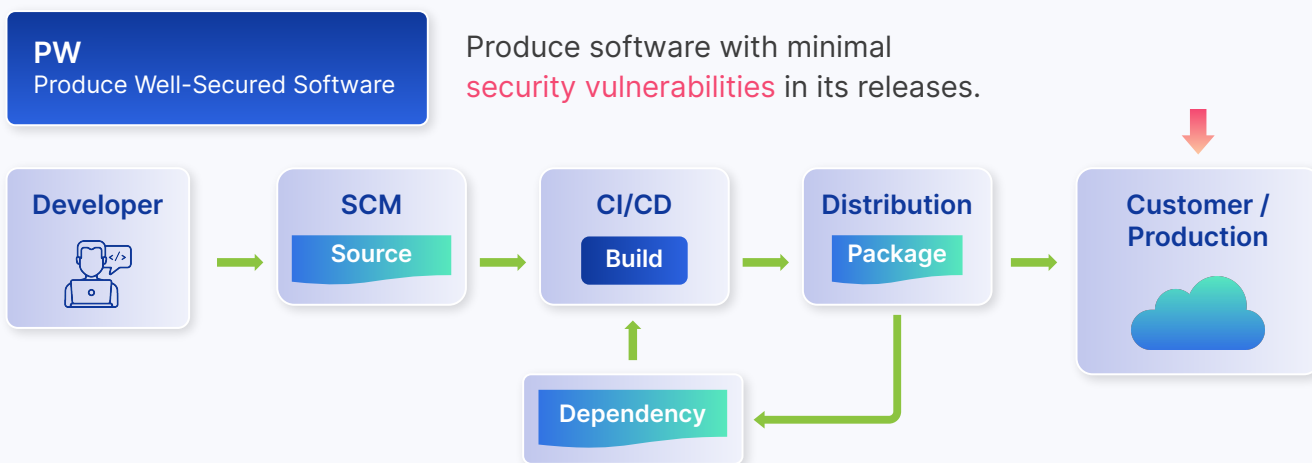 PW
Produce Well-Secured Software
Produce software with minimal
security vulnerabilities in its releases.
Developer
</>
SCM
Source
CI/CD
Build
Distribution
Package
Customer /
Production
Dependency